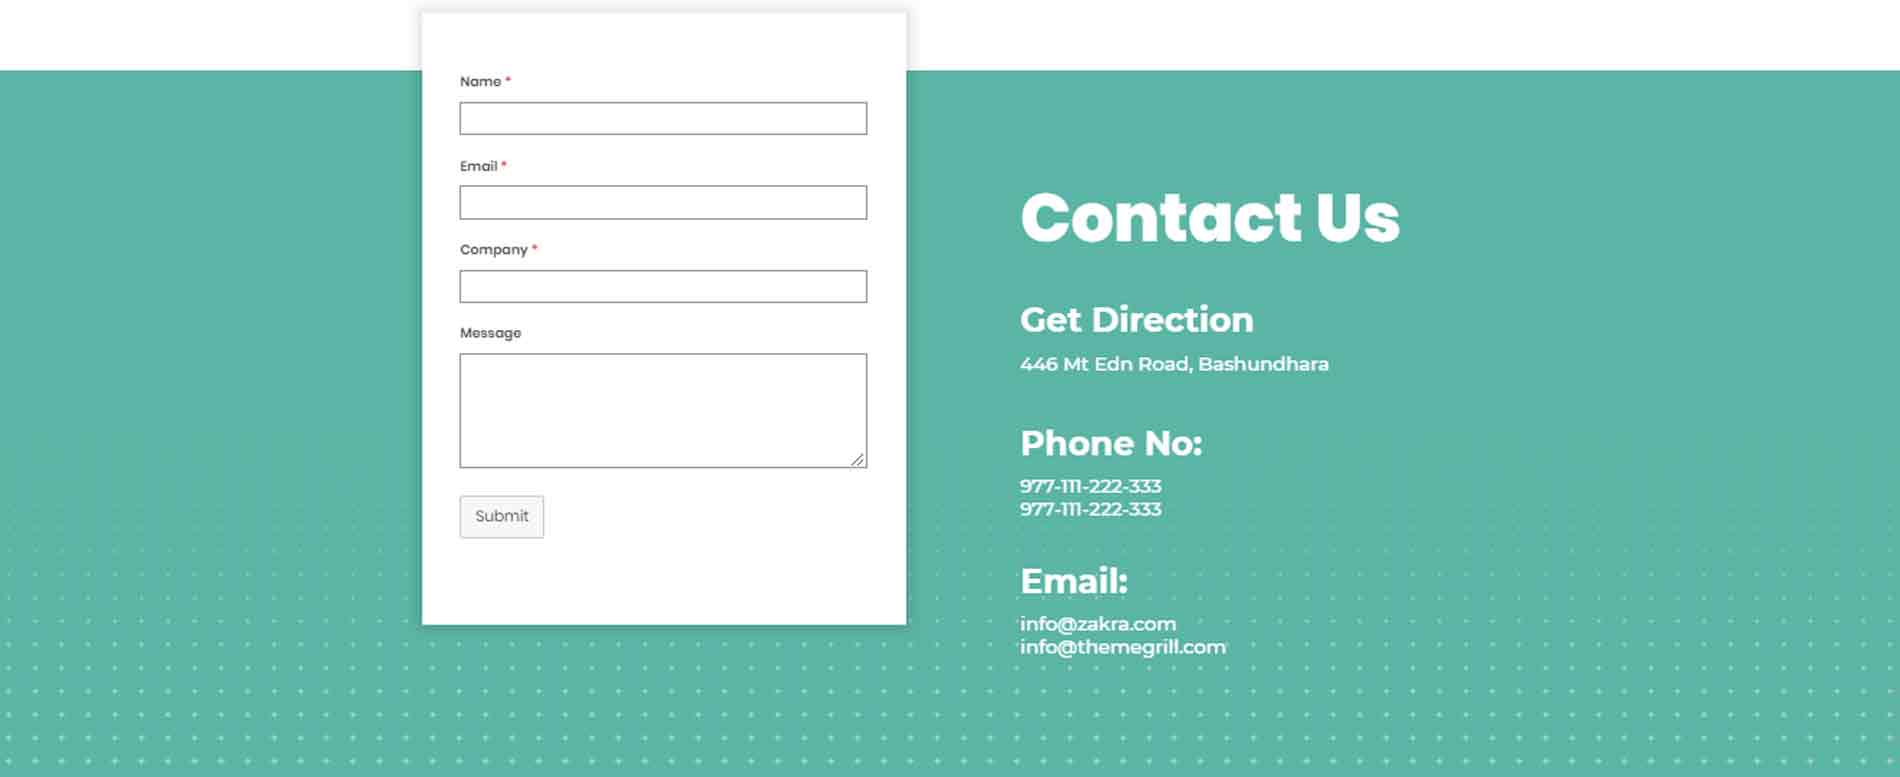 Name *
Email *
Company *
Message
Submit
Contact Us
Get Direction
446 Mt Edn Road, Bashundhara
Phone No:
977-111-222-333
977-111-222-333
Email:
info@zakra.com
info@themegrill.com